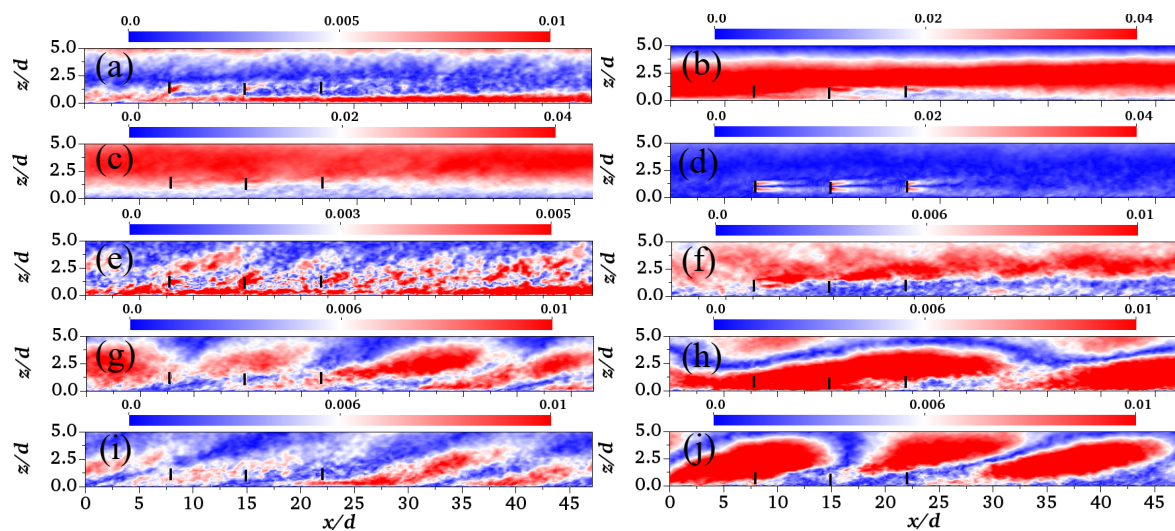 0.0 0.005 0.01 0.0 0.02 0.04
z/d 5.0 2.5 0.0 (a) z/d 5.0 2.5 0.0 (b)
0.0 0.02 0.04 0.0 0.02 0.04
z/d 5.0 2.5 0.0 (c) z/d 5.0 2.5 0.0 (d)
0.0 0.003 0.005 0.0 0.006 0.01
z/d 5.0 2.5 0.0 (e) z/d 5.0 2.5 0.0 (f)
0.0 0.006 0.01 0.0 0.006 0.01
z/d 5.0 2.5 0.0 (g) z/d 5.0 2.5 0.0 (h)
0.0 0.006 0.01 0.0 0.006 0.01
z/d 5.0 2.5 0.0 (i) z/d 5.0 2.5 0.0 (j)
0 5 10 15 20 25 30 35 40 45 0 5 10 15 20 25 30 35 40 45
x/d x/d